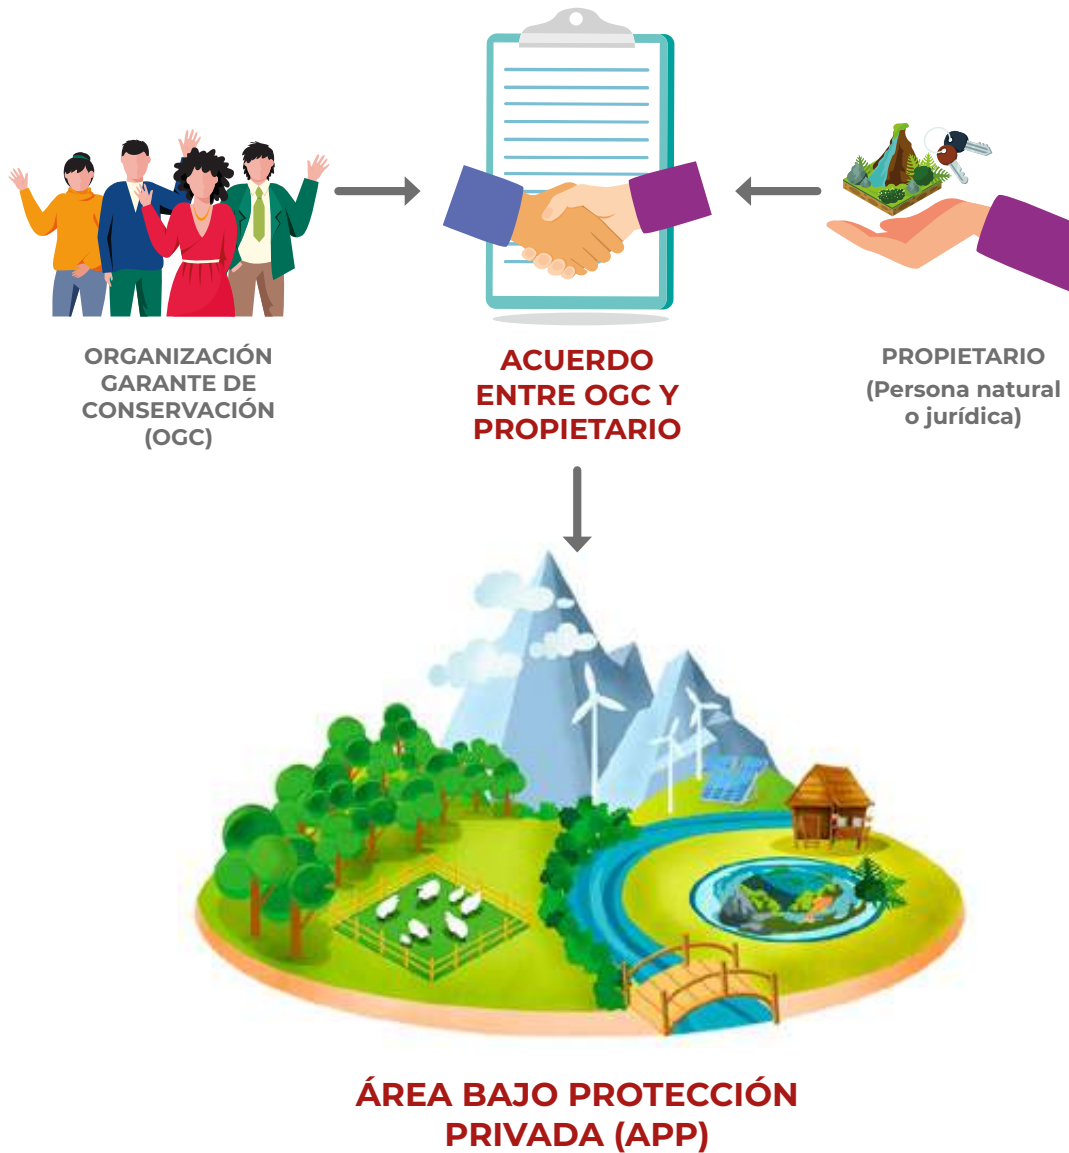 ORGANIZACIÓN
GARANTE DE
CONSERVACIÓN
(OGC)
ACUERDO
ENTRE OGC Y
PROPIETARIO
PROPIETARIO
(Persona natural
o jurídica)
ÁREA BAJO PROTECCIÓN
PRIVADA (APP)